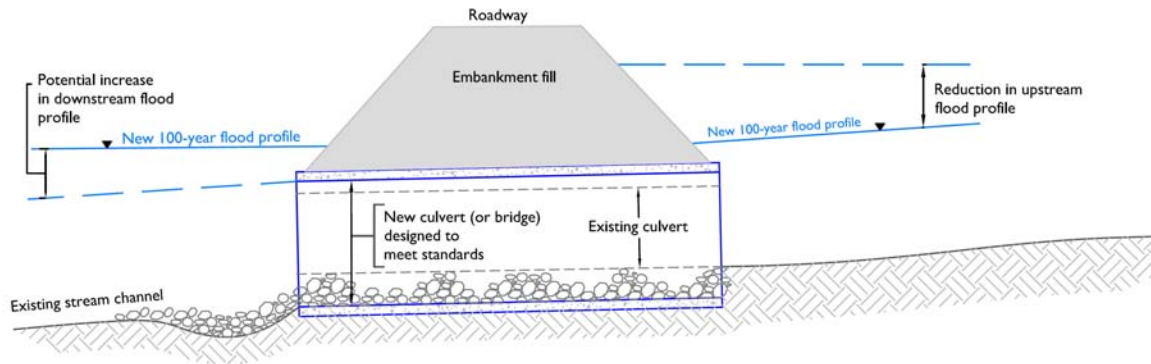 Roadway
Embankment fill
Potential increase
in downstream flood
profile
New 100-year flood profile
Reduction in upstream
flood profile
New 100-year flood profile
New culvert (or bridge)
designed to
meet standards
Existing culvert
Existing stream channel